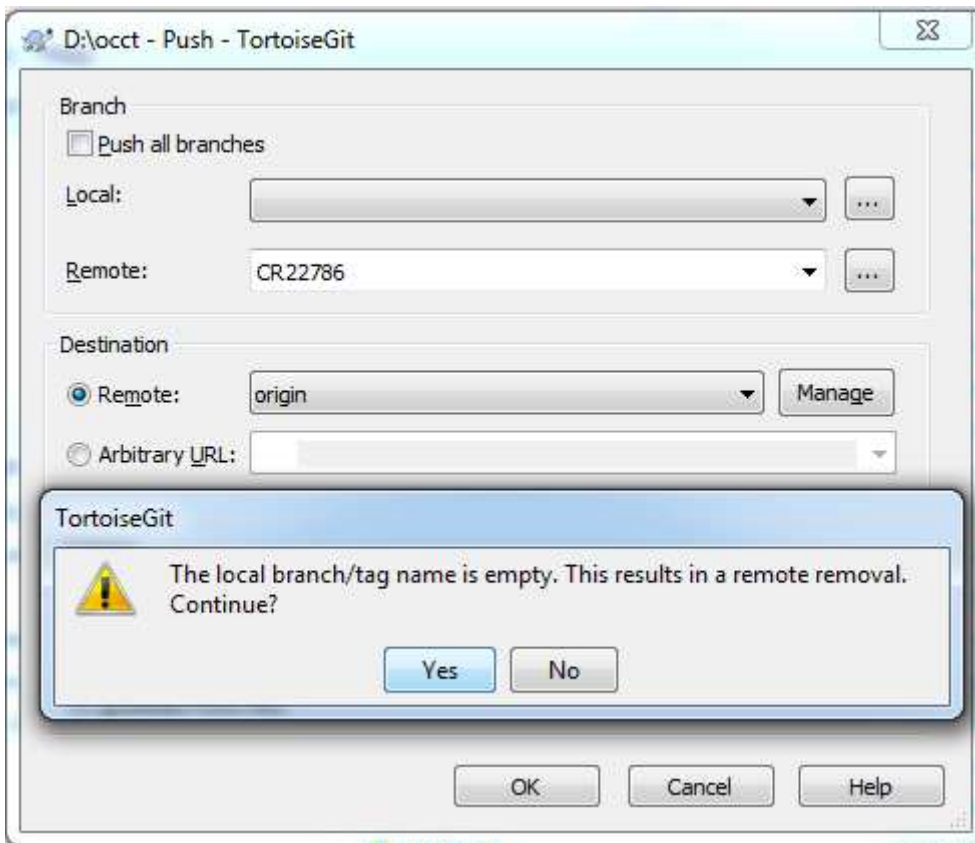 D:\occt - Push - TortoiseGit
Branch
Push all branches
Local:
...
Remote:
CR22786
...
Destination
Remote:
origin
Manage
Arbitrary URL:
TortoiseGit
The local branch/tag name is empty. This results in a remote removal.
Continue?
Yes
No
OK
Cancel
Help